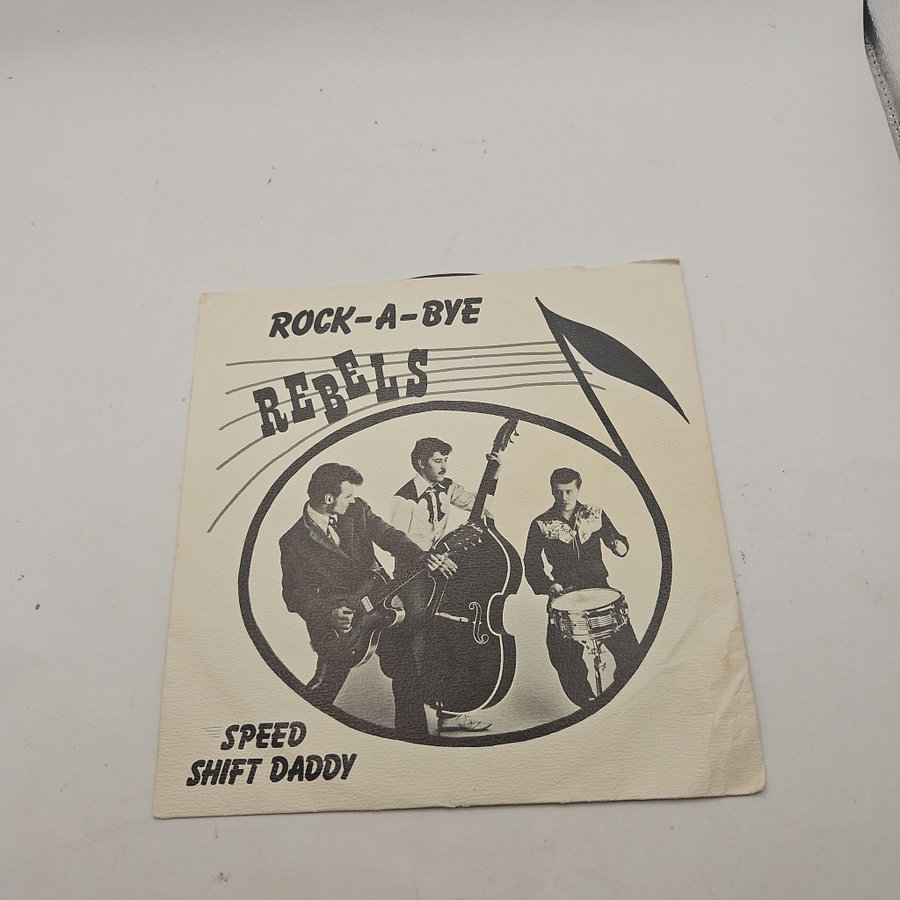 ROCK-A-BYE
REBELS
SPEED
SHIFT DADDY